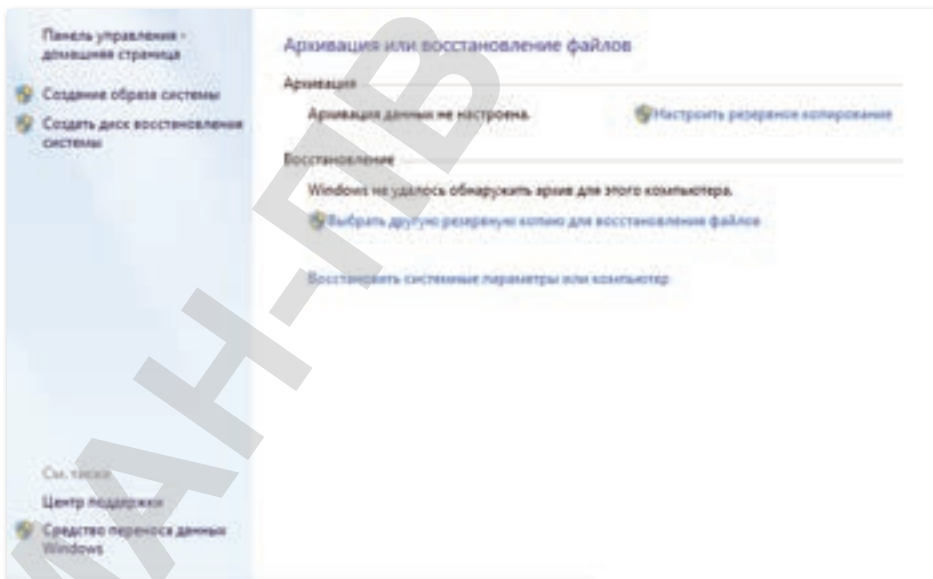 Панель управления -
домашняя страница
Создание образа системы
Создать диск восстановления
системы
Архивация или восстановление файлов
Архивация
Архивация данных не настроена.
Настроить резервное копирование
Восстановление
Windows не удалось обнаружить архив для этого компьютера.
Выбрать другую резервную копию для восстановления файлов
Восстановить системные параметры или компьютер
См. также
Центр поддержки
Средство переноса данных
Windows
МАН-ПВ